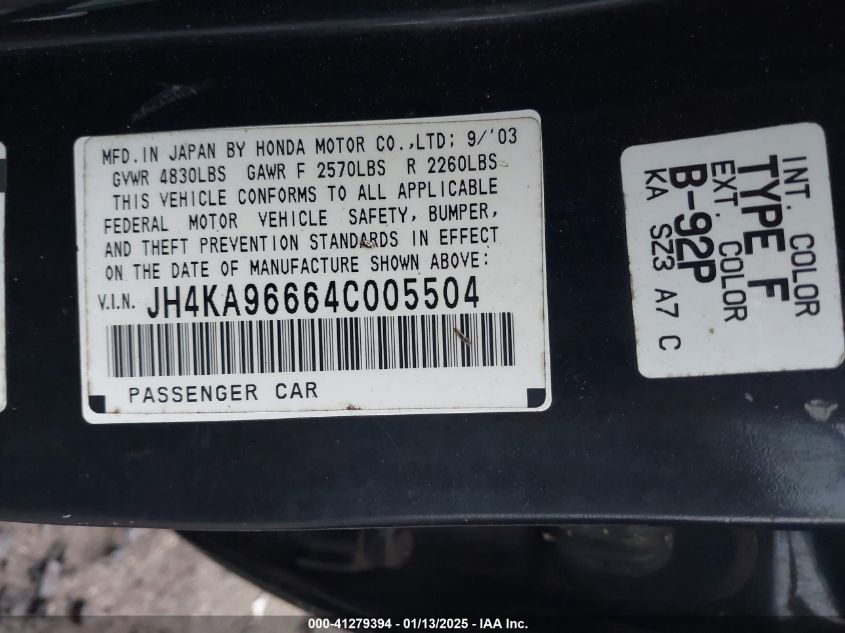 MFD.IN JAPAN BY HONDA MOTOR CO.,LTD; 9/'03
GVWR 4830LBS GAWR F 2570LBS R 2260LBS
THIS VEHICLE CONFORMS TO ALL APPLICABLE
FEDERAL MOTOR VEHICLE SAFETY, BUMPER,
AND THEFT PREVENTION STANDARDS IN EFFECT
ON THE DATE OF MANUFACTURE SHOWN ABOVE:
V.I.N. JH4KA96664C005504
PASSENGER CAR
INT. COLOR
TYPE F
EXT. COLOR
B-92P
KA SZ3 A7 C
000-41279394 - 01/13/2025 - IAA Inc.